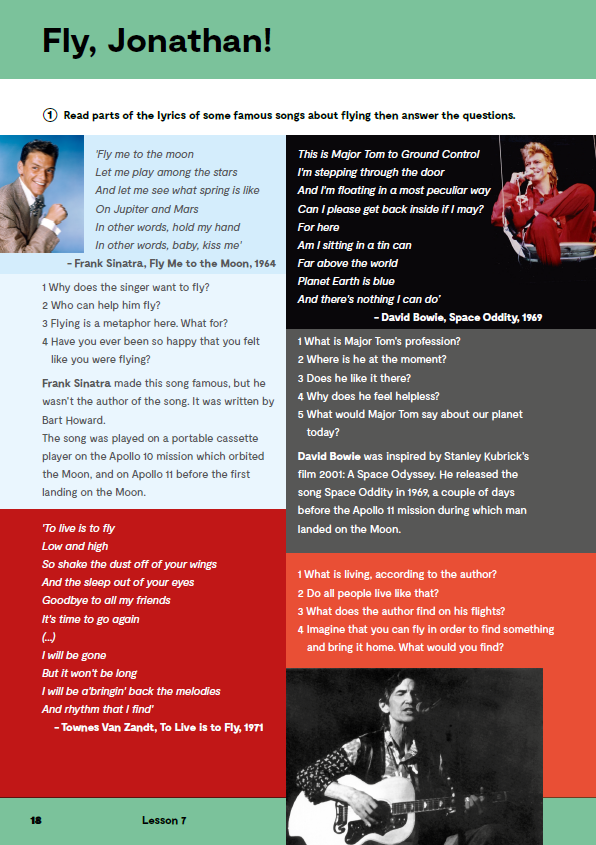 Fly, Jonathan!
1 Read parts of the lyrics of some famous songs about flying then answer the questions.
'Fly me to the moon
Let me play among the stars
And let me see what spring is like
On Jupiter and Mars
In other words, hold my hand
In other words, baby, kiss me'
– Frank Sinatra, Fly Me to the Moon, 1964
1 Why does the singer want to fly?
2 Who can help him fly?
3 Flying is a metaphor here. What for?
4 Have you ever been so happy that you felt
like you were flying?
Frank Sinatra made this song famous, but he
wasn't the author of the song. It was written by
Bart Howard.
The song was played on a portable cassette
player on the Apollo 10 mission which orbited
the Moon, and on Apollo 11 before the first
landing on the Moon.
This is Major Tom to Ground Control
I'm stepping through the door
And I'm floating in a most peculiar way
Can I please get back inside if I may?
For here
Am I sitting in a tin can
Far above the world
Planet Earth is blue
And there's nothing I can do'
– David Bowie, Space Oddity, 1969
1 What is Major Tom's profession?
2 Where is he at the moment?
3 Does he like it there?
4 Why does he feel helpless?
5 What would Major Tom say about our planet
today?
David Bowie was inspired by Stanley Kubrick's
film 2001: A Space Odyssey. He released the
song Space Oddity in 1969, a couple of days
before the Apollo 11 mission during which man
landed on the Moon.
'To live is to fly
Low and high
So shake the dust off of your wings
And the sleep out of your eyes
Goodbye to all my friends
It's time to go again
(...)
I will be gone
But it won't be long
I will be a'bringin' back the melodies
And rhythm that I find'
– Townes Van Zandt, To Live is to Fly, 1971
1 What is living, according to the author?
2 Do all people live like that?
3 What does the author find on his flights?
4 Imagine that you can fly in order to find something
and bring it home. What would you find?
18
Lesson 7